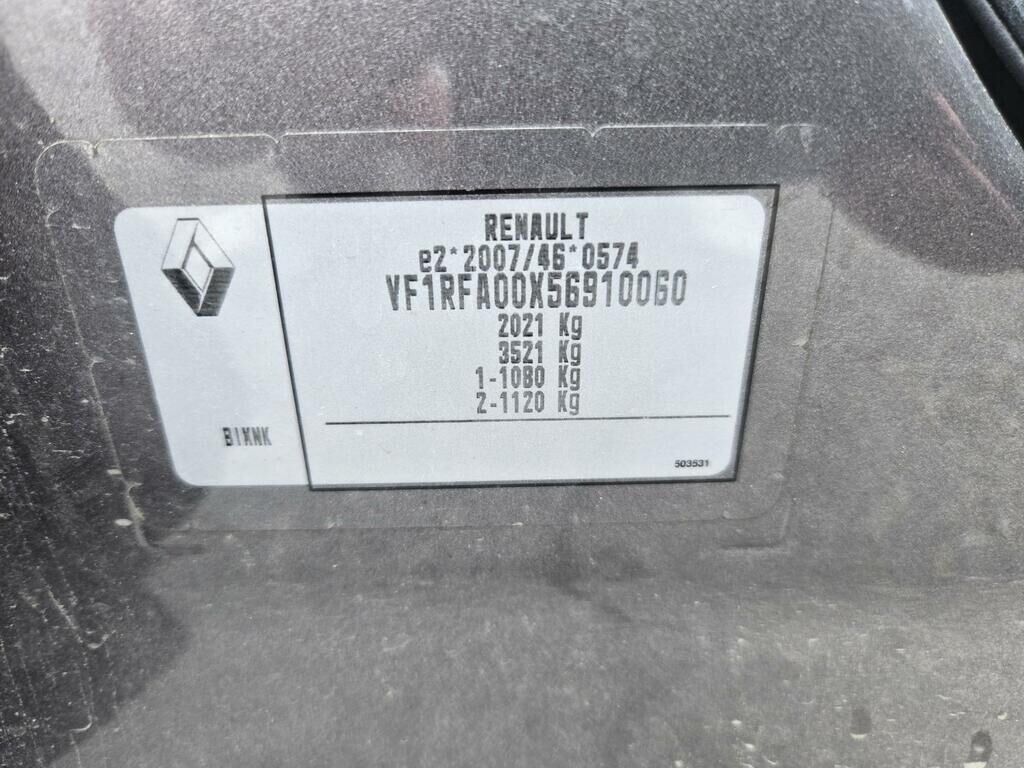 RENAULT
e2*2007/46*0574
VF1RFA00X56910060
2021 Kg
3521 Kg
1-1080 Kg
2-1120 Kg
B1KNK
503531